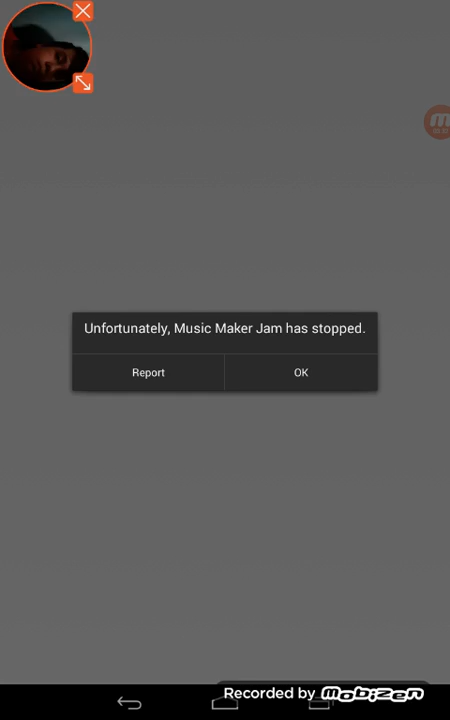 Unfortunately, Music Maker Jam has stopped.
Report
OK
Recorded by Mobizen